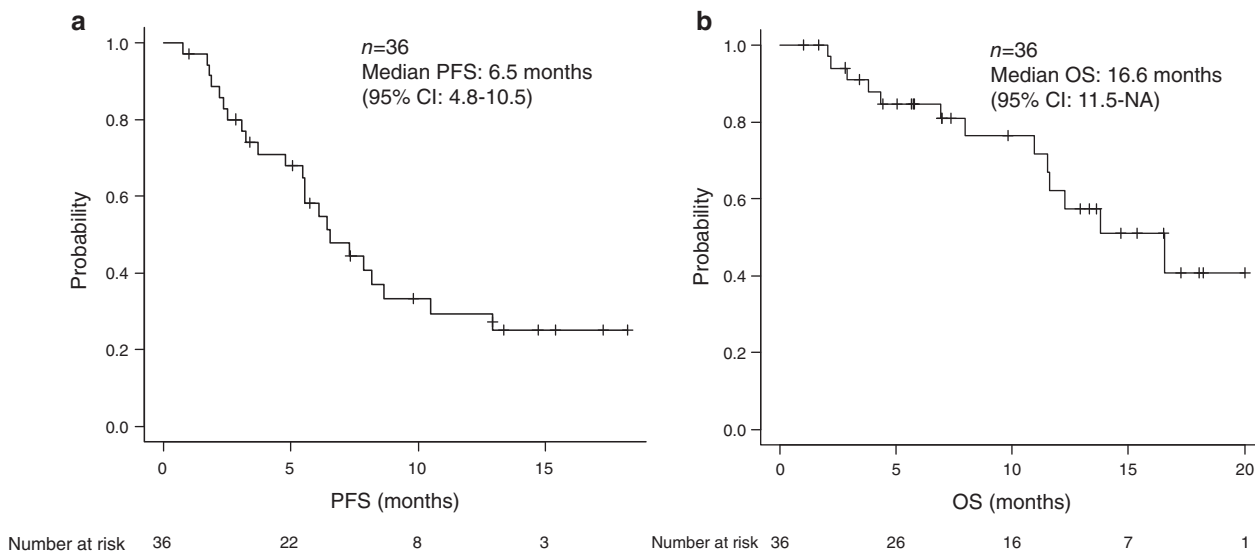 a
n=36
Median PFS: 6.5 months
(95% CI: 4.8-10.5)
Probability
1.0
0.8
0.6
0.4
0.2
0.0
0 5 10 15
PFS (months)
Number at risk 36 22 8 3
b
n=36
Median OS: 16.6 months
(95% CI: 11.5-NA)
Probability
1.0
0.8
0.6
0.4
0.2
0.0
0 5 10 15 20
OS (months)
Number at risk 36 26 16 7 1